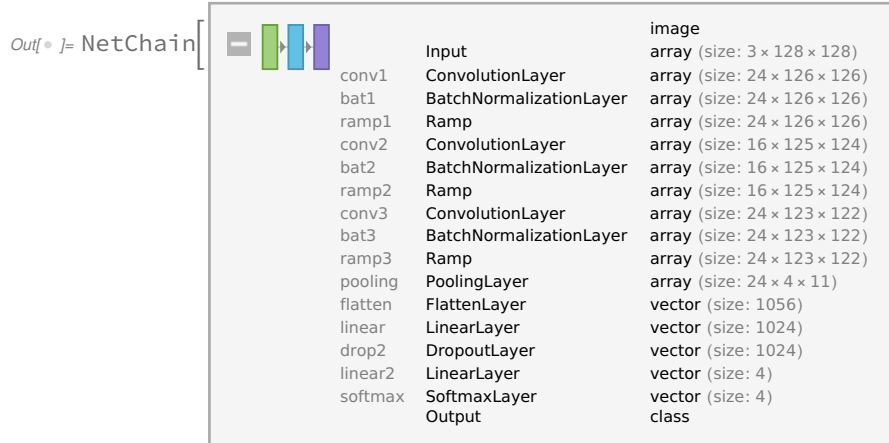 image
Out[ ]= NetChain[ Input array (size: 3 × 128 × 128)
conv1 ConvolutionLayer array (size: 24 × 126 × 126)
bat1 BatchNormalizationLayer array (size: 24 × 126 × 126)
ramp1 Ramp array (size: 24 × 126 × 126)
conv2 ConvolutionLayer array (size: 16 × 125 × 124)
bat2 BatchNormalizationLayer array (size: 16 × 125 × 124)
ramp2 Ramp array (size: 16 × 125 × 124)
conv3 ConvolutionLayer array (size: 24 × 123 × 122)
bat3 BatchNormalizationLayer array (size: 24 × 123 × 122)
ramp3 Ramp array (size: 24 × 123 × 122)
pooling PoolingLayer array (size: 24 × 4 × 11)
flatten FlattenLayer vector (size: 1056)
linear LinearLayer vector (size: 1024)
drop2 DropoutLayer vector (size: 1024)
linear2 LinearLayer vector (size: 4)
softmax SoftmaxLayer vector (size: 4)
Output class